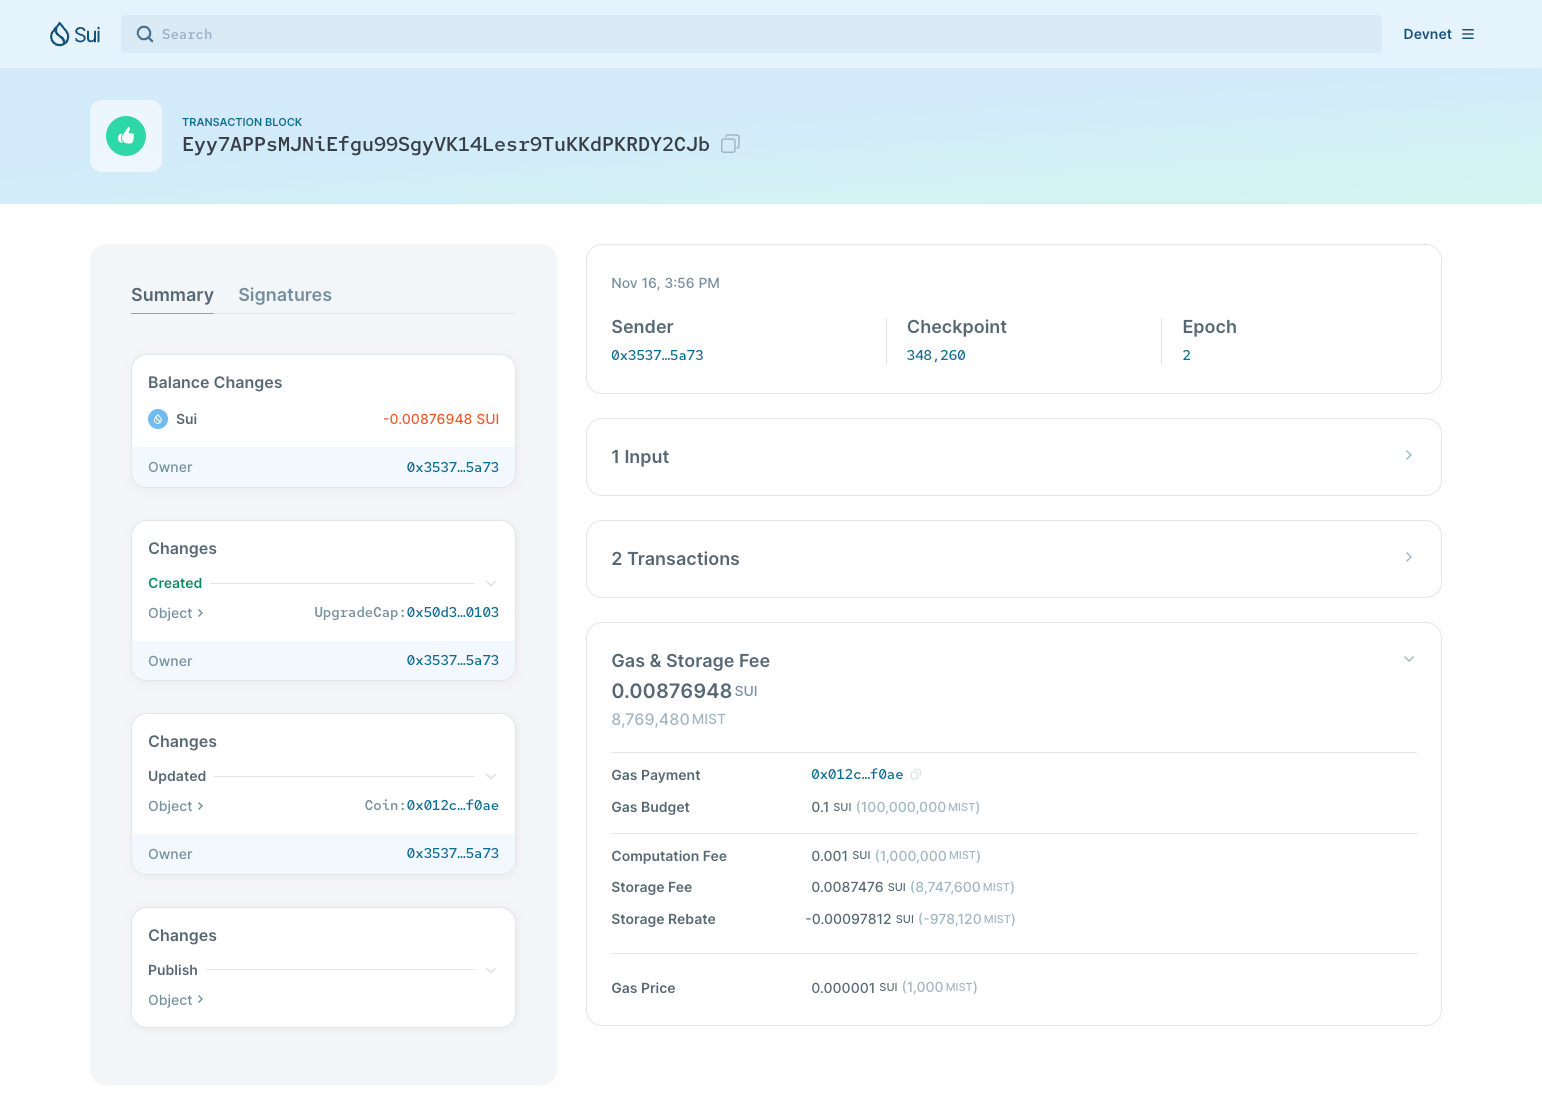 Sui
Search
Devnet
TRANSACTION BLOCK
Eyy7APPsMJNiEfgu99SgyVK14Lesr9TuKKdPKRDY2CJb
Summary
Signatures
Balance Changes
Sui
-0.00876948 SUI
Owner
0x3537…5a73
Changes
Created
Object
UpgradeCap:0x50d3…0103
Owner
0x3537…5a73
Changes
Updated
Object
Coin:0x012c…f0ae
Owner
0x3537…5a73
Changes
Publish
Object
Nov 16, 3:56 PM
Sender
0x3537…5a73
Checkpoint
348,260
Epoch
2
1 Input
2 Transactions
Gas & Storage Fee
0.00876948 SUI
8,769,480 MIST
Gas Payment
0x012c…f0ae
Gas Budget
0.1 SUI (100,000,000 MIST)
Computation Fee
0.001 SUI (1,000,000 MIST)
Storage Fee
0.0087476 SUI (8,747,600 MIST)
Storage Rebate
-0.00097812 SUI (-978,120 MIST)
Gas Price
0.000001 SUI (1,000 MIST)